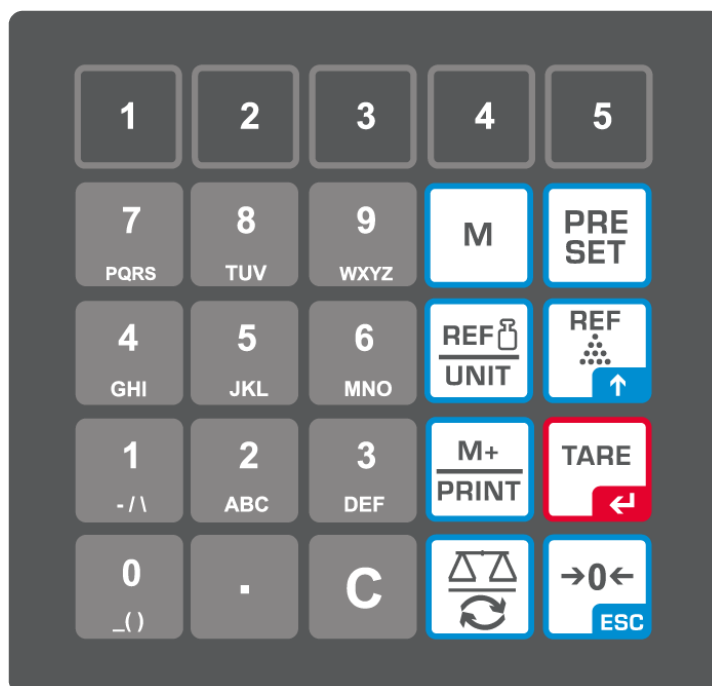 1 2 3 4 5
7 8 9 M PRE
PQRS TUV WXYZ SET
4 5 6 REF REF
GHI JKL MNO UNIT ↑
1 2 3 M+ TARE
- / \ ABC DEF PRINT ↵
0 . C →0←
_( ) ESC